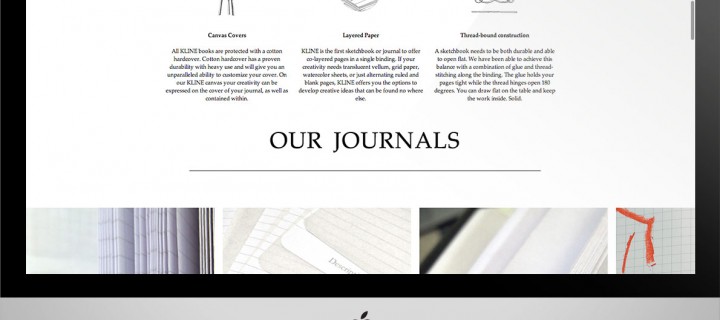 Canvas Covers
All KLINE books are protected with a cotton
hardcover. Cotton hardcover has a proven
durability with heavy use and will give you an
unparalleled ability to customize your cover. On
our KLINE canvas your creativity can be
expressed on the cover of your journal, as well as
contained within.
Layered Paper
KLINE is the first sketchbook or journal to offer
co-layered pages in a single binding. If your
creativity needs translucent vellum, grid paper,
watercolor sheets, or just alternating ruled and
blank pages, KLINE offers you the options to
develop creative ideas that can be found no where
else.
Thread-bound construction
A sketchbook needs to be both durable and able
to open flat. We have been able to achieve this
balance with a combination of glue and thread-
stitching along the binding. The glue holds your
pages tight while the thread hinges open 180
degrees. You can draw flat on the table and keep
the work inside. Solid.
OUR JOURNALS